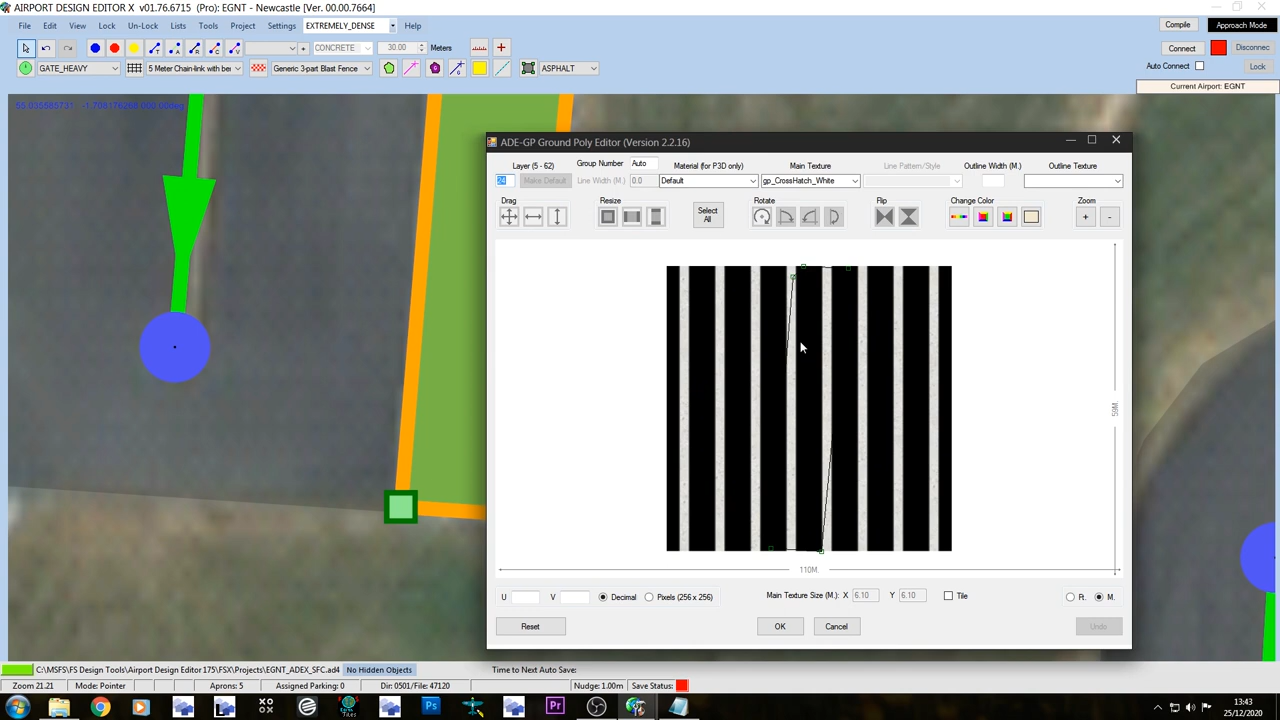 AIRPORT DESIGN EDITOR X v01.76.6715 (Pro): EGNT - Newcastle [Ver. 00.00.7664]
File Edit View Lock Un-Lock Lists Tools Project Settings EXTREMELY_DENSE Help
Compile Approach Mode
CONCRETE 30.00 Meters
Connect Disconnec
Auto Connect Lock
GATE_HEAVY 5 Meter Chain-link with be Generic 3-part Blast Fence ASPHALT
Current Airport: EGNT
ADE-GP Ground Poly Editor (Version 2.2.16)
Layer (5 - 62) Group Number Auto Material (for P3D only) Main Texture Line Pattern/Style Outline Width (M.) Outline Texture
24 Make Default Line Width (M.) 0.0 Default gp_CrossHatch_White
Drag Resize Select All Rotate Flip Change Color Zoom
+ -
59M.
110M.
U V Decimal Pixels (256 x 256) Main Texture Size (M.): X 6.10 Y 6.10 Tile Ft. M.
Reset OK Cancel Undo
C:\MSFS\FS Design Tools\Airport Design Editor 175\FSX\Projects\EGNT_ADEX_SFC.ad4 No Hidden Objects Time to Next Auto Save:
Zoom 21.21 Mode: Pointer Aprons: 5 Assigned Parking: 0 Dir: 0501/File: 47120 Nudge: 1.00m Save Status:
13:43
25/12/2020